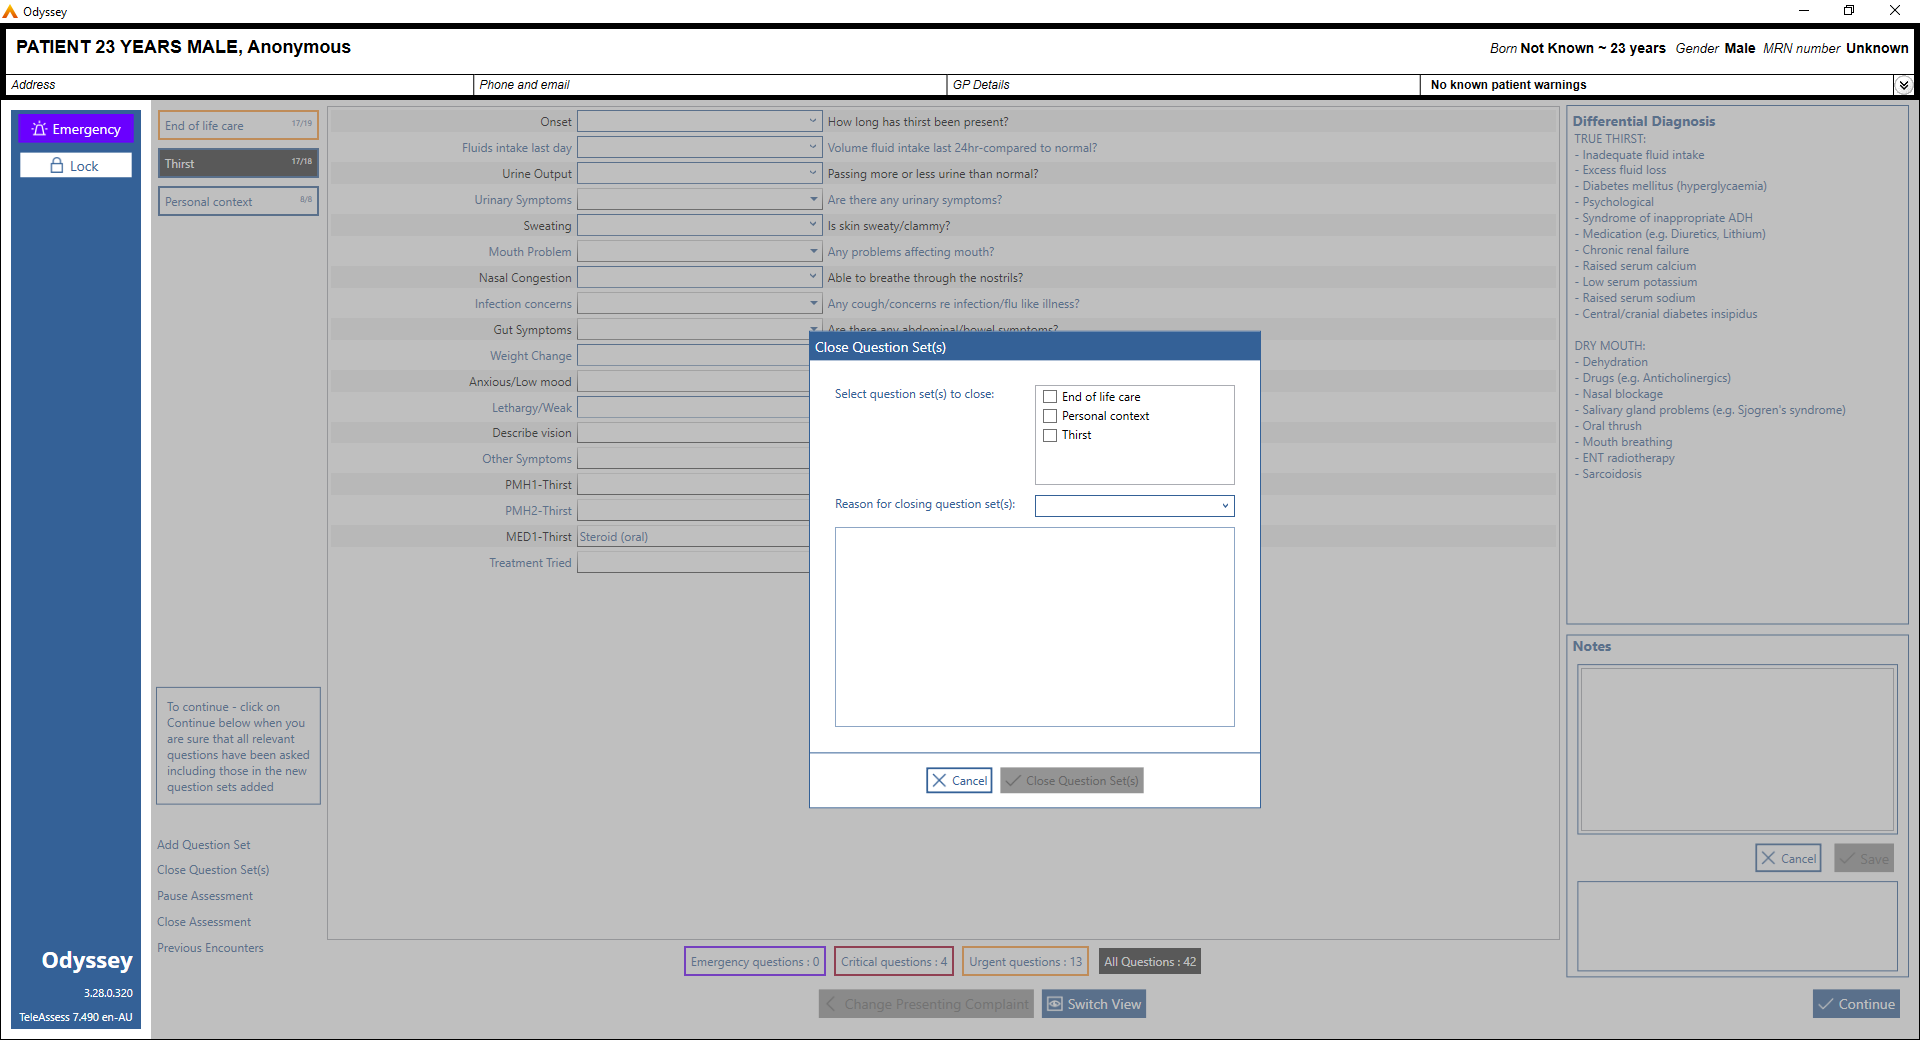 Odyssey
PATIENT 23 YEARS MALE, Anonymous
Born Not Known ~ 23 years Gender Male MRN number Unknown
Address
Phone and email
GP Details
No known patient warnings
Emergency
Lock
End of life care 17/19
Thirst 17/18
Personal context 8/8
Onset How long has thirst been present?
Fluids intake last day Volume fluid intake last 24hr-compared to normal?
Urine Output Passing more or less urine than normal?
Urinary Symptoms Are there any urinary symptoms?
Sweating Is skin sweaty/clammy?
Mouth Problem Any problems affecting mouth?
Nasal Congestion Able to breathe through the nostrils?
Infection concerns Any cough/concerns re infection/flu like illness?
Gut Symptoms Are there any abdominal/bowel symptoms?
Weight Change
Anxious/Low mood
Lethargy/Weak
Describe vision
Other Symptoms
PMH1-Thirst
PMH2-Thirst
MED1-Thirst Steroid (oral)
Treatment Tried
Close Question Set(s)
Select question set(s) to close:
End of life care
Personal context
Thirst
Reason for closing question set(s):
Cancel
Close Question Set(s)
Differential Diagnosis
TRUE THIRST:
- Inadequate fluid intake
- Excess fluid loss
- Diabetes mellitus (hyperglycaemia)
- Psychological
- Syndrome of inappropriate ADH
- Medication (e.g. Diuretics, Lithium)
- Chronic renal failure
- Raised serum calcium
- Low serum potassium
- Raised serum sodium
- Central/cranial diabetes insipidus
DRY MOUTH:
- Dehydration
- Drugs (e.g. Anticholinergics)
- Nasal blockage
- Salivary gland problems (e.g. Sjogren's syndrome)
- Oral thrush
- Mouth breathing
- ENT radiotherapy
- Sarcoidosis
Notes
Cancel
Save
To continue - click on
Continue below when you
are sure that all relevant
questions have been asked
including those in the new
question sets added
Add Question Set
Close Question Set(s)
Pause Assessment
Close Assessment
Previous Encounters
Odyssey
3.28.0.320
TeleAssess 7.490 en-AU
Emergency questions : 0
Critical questions : 4
Urgent questions : 13
All Questions : 42
Change Presenting Complaint
Switch View
Continue